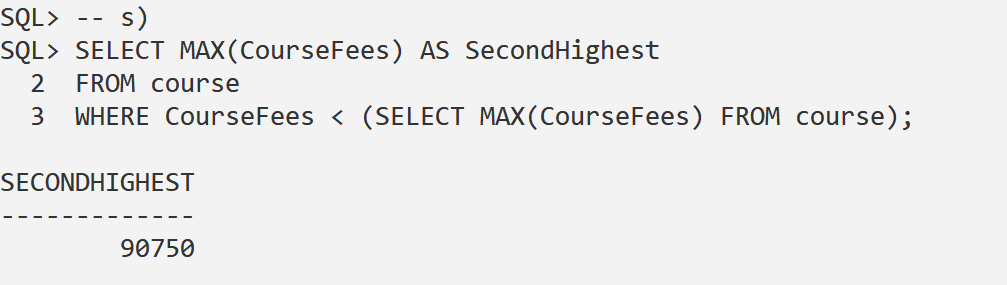 SQL> -- s)
SQL> SELECT MAX(CourseFees) AS SecondHighest
  2  FROM course
  3  WHERE CourseFees < (SELECT MAX(CourseFees) FROM course);

SECONDHIGHEST
-------------
        90750